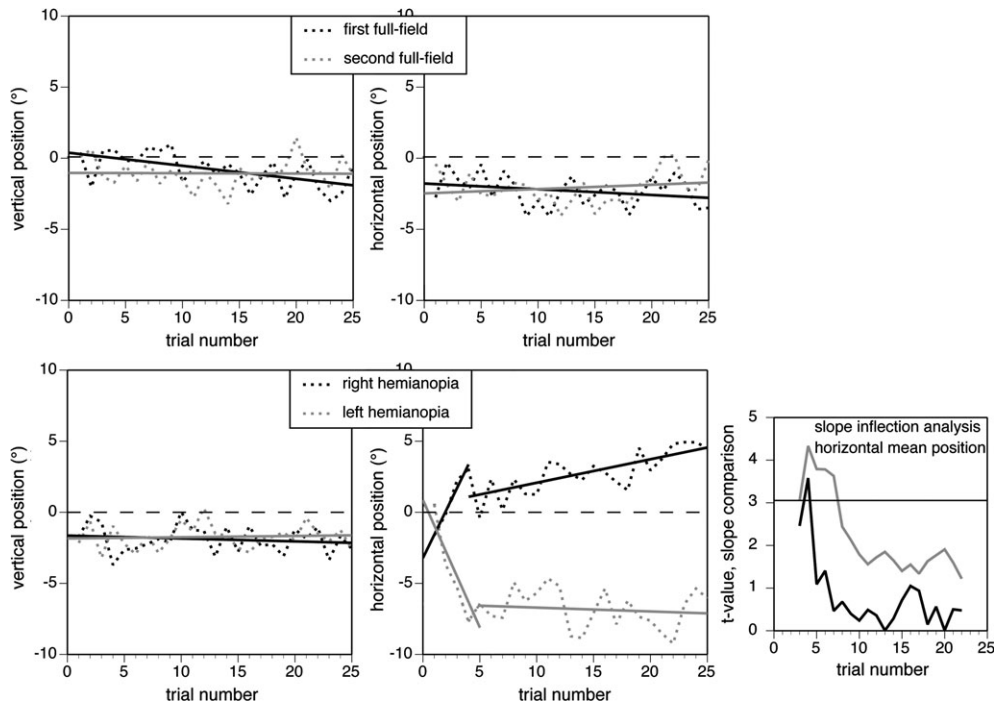 first full-field
second full-field
vertical position (°)
10
5
0
-5
-10
0 5 10 15 20 25
trial number
horizontal position (°)
10
5
0
-5
-10
0 5 10 15 20 25
trial number
right hemianopia
left hemianopia
vertical position (°)
10
5
0
-5
-10
0 5 10 15 20 25
trial number
horizontal position (°)
10
5
0
-5
-10
0 5 10 15 20 25
trial number
slope inflection analysis
horizontal mean position
t-value, slope comparison
5
4
3
2
1
0
0 5 10 15 20 25
trial number